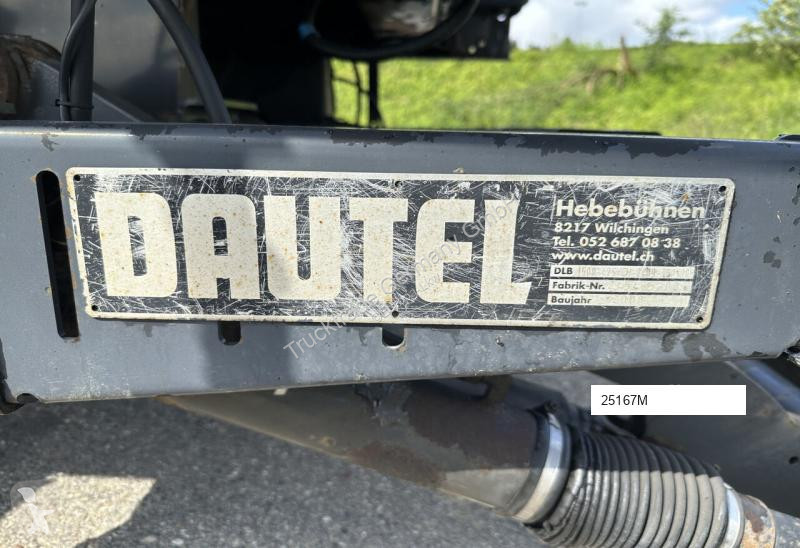 DAUTEL
Hebebühnen
8217 Wilchingen
Tel. 052 687 08 38
www.dautel.ch
DLB
Fabrik-Nr.
Baujahr
25167M